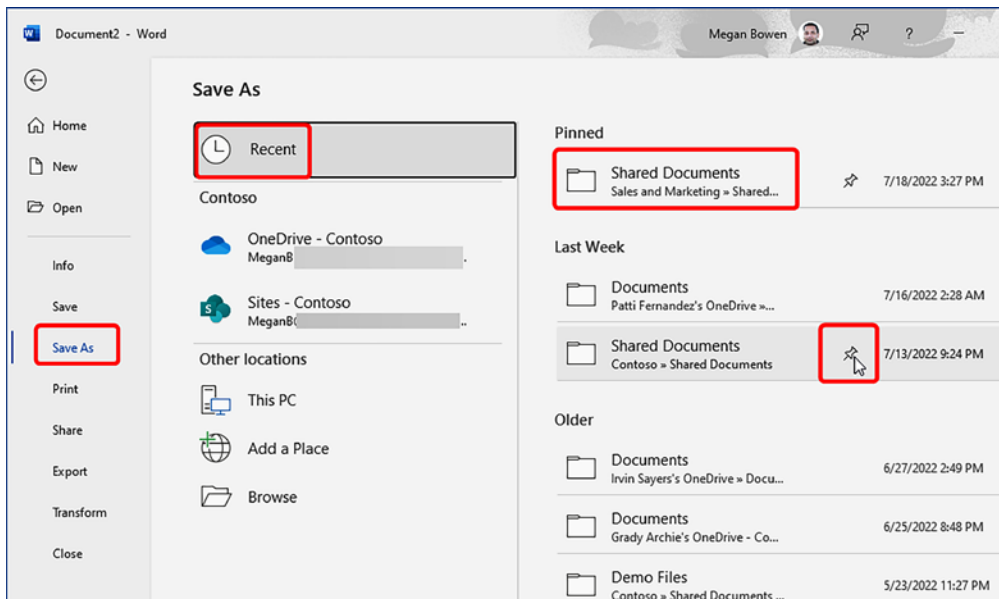 Document2 - Word
Megan Bowen
?
Save As
Home
New
Open
Info
Save
Save As
Print
Share
Export
Transform
Close
Recent
Contoso
OneDrive - Contoso
MeganB
Sites - Contoso
Other locations
This PC
Add a Place
Browse
Pinned
Shared Documents
Sales and Marketing » Shared...
7/18/2022 3:27 PM
Last Week
Documents
Patti Fernandez's OneDrive »...
7/16/2022 2:28 AM
Shared Documents
Contoso » Shared Documents
7/13/2022 9:24 PM
Older
Documents
Irvin Sayers's OneDrive » Docu...
6/27/2022 2:49 PM
Documents
Grady Archie's OneDrive - Co...
6/25/2022 8:48 PM
Demo Files
Contoso » Shared Documents ...
5/23/2022 11:27 PM